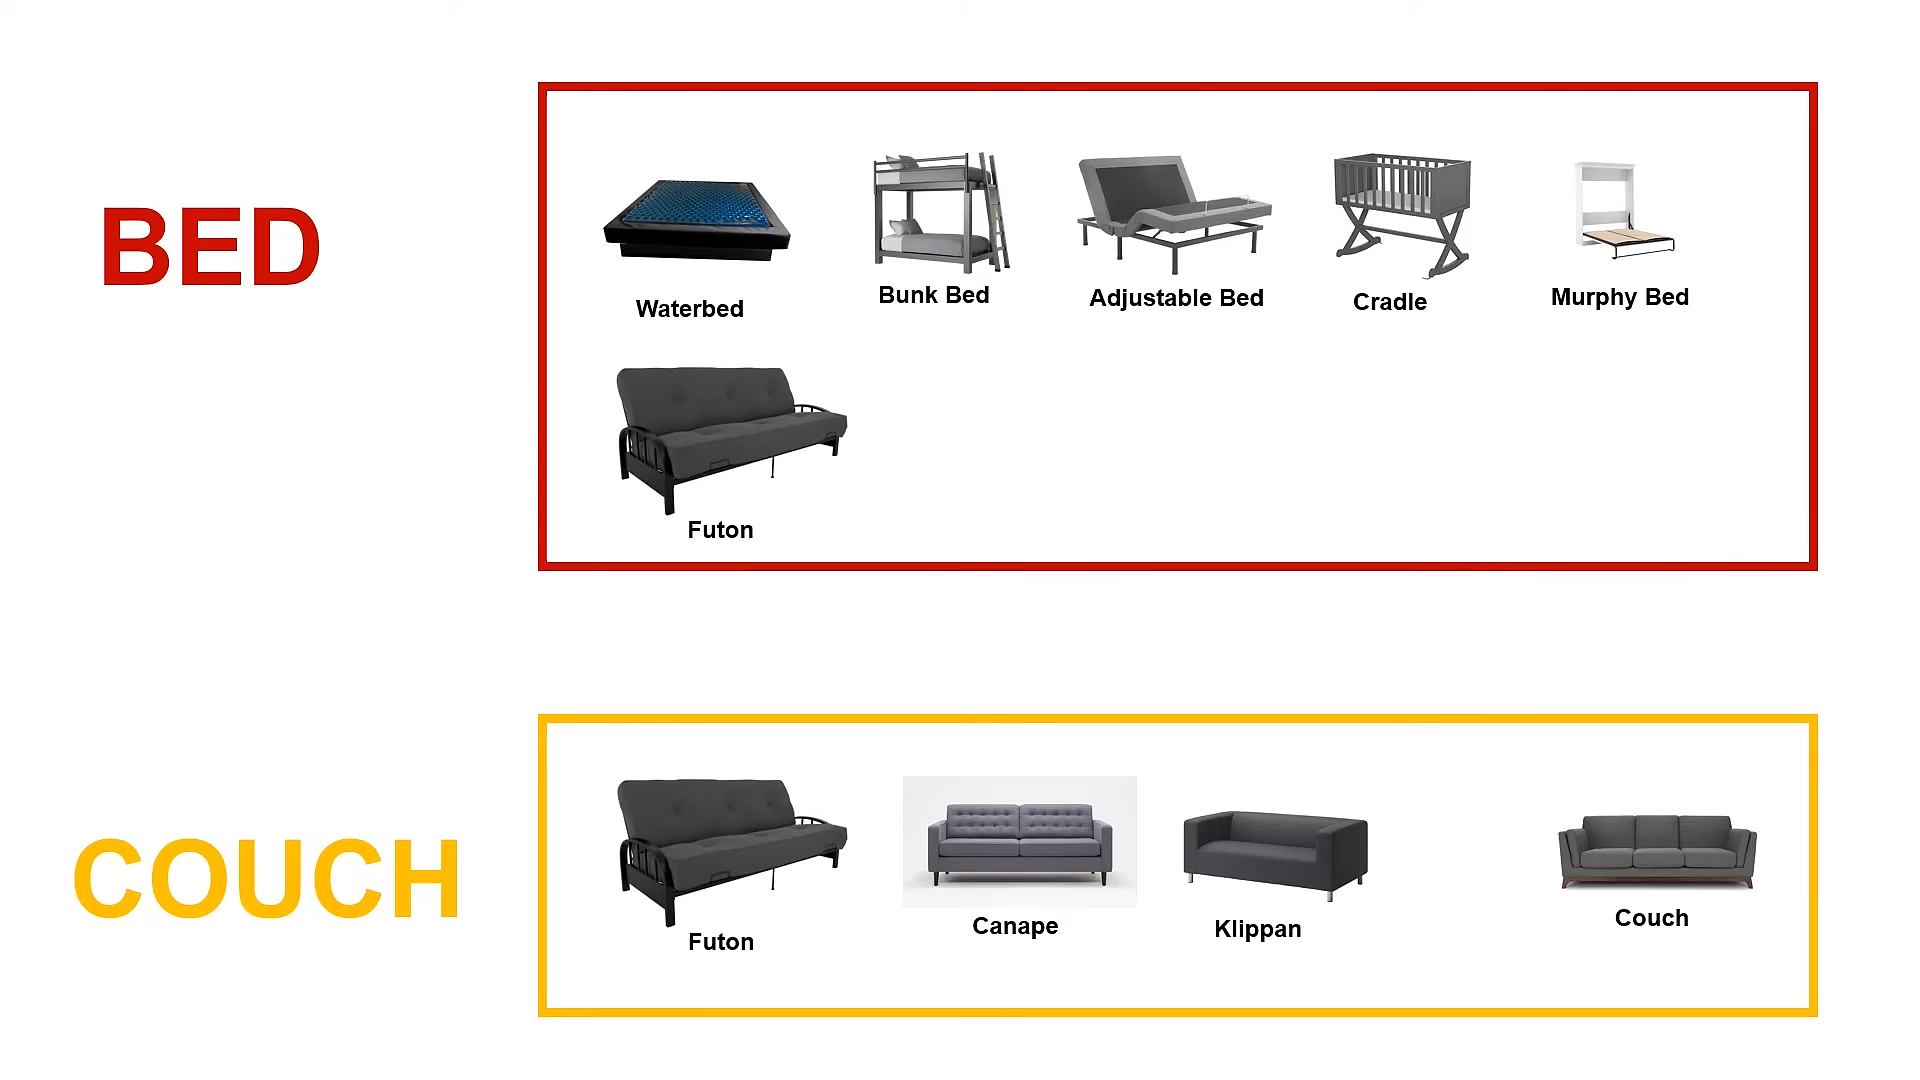 BED
Waterbed
Bunk Bed
Adjustable Bed
Cradle
Murphy Bed
Futon
COUCH
Futon
Canape
Klippan
Couch